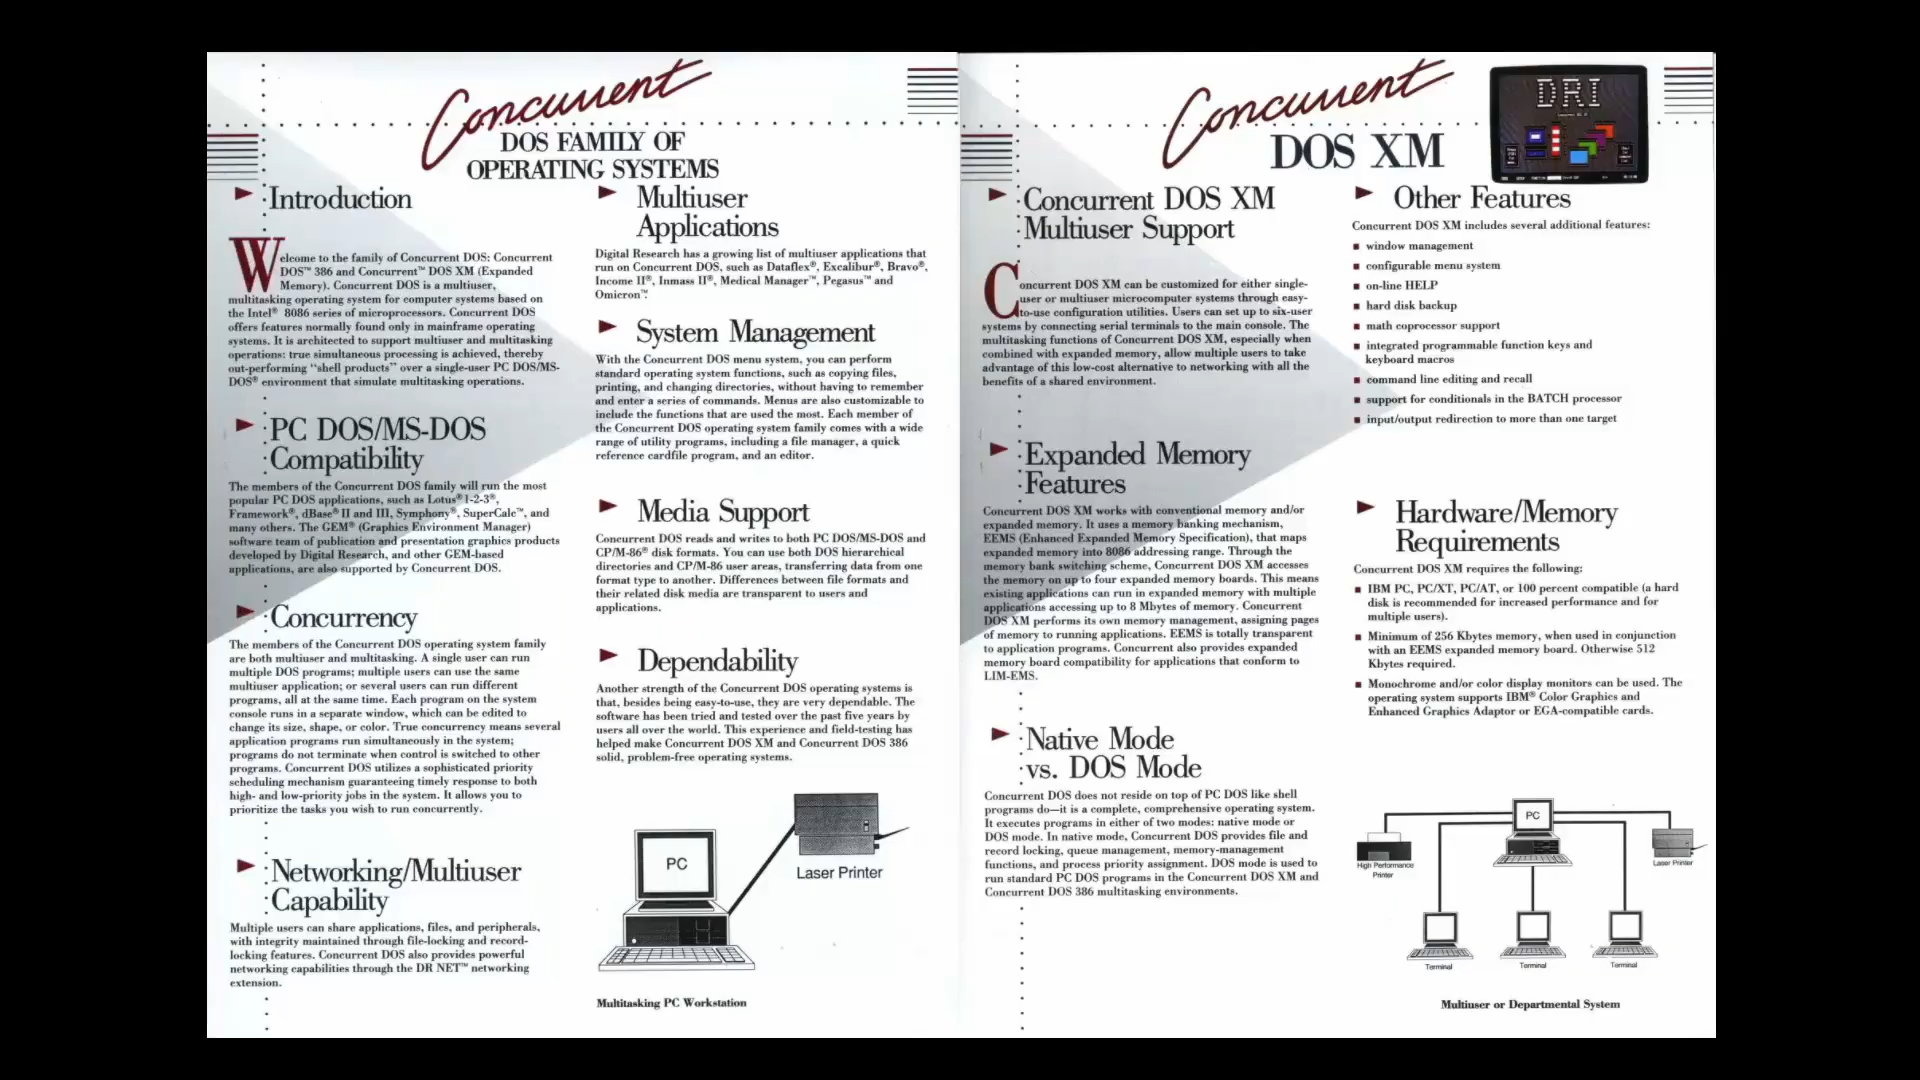 Concurrent
DOS FAMILY OF
OPERATING SYSTEMS
Introduction
Welcome to the family of Concurrent DOS: Concurrent
DOS™ 386 and Concurrent™ DOS XM (Expanded
Memory). Concurrent DOS is a multiuser,
multitasking operating system for computer systems based on
the Intel® 8086 series of microprocessors. Concurrent DOS
offers features normally found only in mainframe operating
systems. It is architected to support multiuser and multitasking
operations: true simultaneous processing is achieved, thereby
out-performing "shell products" over a single-user PC DOS/MS-
DOS® environment that simulate multitasking operations.
PC DOS/MS-DOS
Compatibility
The members of the Concurrent DOS family will run the most
popular PC DOS applications, such as Lotus® 1-2-3®,
Framework®, dBase® II and III, Symphony®, SuperCalc™, and
many others. The GEM® (Graphics Environment Manager)
software team of publication and presentation graphics products
developed by Digital Research, and other GEM-based
applications, are also supported by Concurrent DOS.
Concurrency
The members of the Concurrent DOS operating system family
are both multiuser and multitasking. A single user can run
multiple DOS programs; multiple users can use the same
multiuser application; or several users can run different
programs, all at the same time. Each program on the system
console runs in a separate window, which can be edited to
change its size, shape, or color. True concurrency means several
application programs run simultaneously in the system;
programs do not terminate when control is switched to other
programs. Concurrent DOS utilizes a sophisticated priority
scheduling mechanism guaranteeing timely response to both
high- and low-priority jobs in the system. It allows you to
prioritize the tasks you wish to run concurrently.
Networking/Multiuser
Capability
Multiple users can share applications, files, and peripherals,
with integrity maintained through file-locking and record-
locking features. Concurrent DOS also provides powerful
networking capabilities through the DR NET™ networking
extension.
Multiuser
Applications
Digital Research has a growing list of multiuser applications that
run on Concurrent DOS, such as Dataflex®, Excalibur®, Bravo®,
Income II®, Inmass II®, Medical Manager™, Pegasus™ and
Omicron™.
System Management
With the Concurrent DOS menu system, you can perform
standard operating system functions, such as copying files,
printing, and changing directories, without having to remember
and enter a series of commands. Menus are also customizable to
include the functions that are used the most. Each member of
the Concurrent DOS operating system family comes with a wide
range of utility programs, including a file manager, a quick
reference cardfile program, and an editor.
Media Support
Concurrent DOS reads and writes to both PC DOS/MS-DOS and
CP/M-86® disk formats. You can use both DOS hierarchical
directories and CP/M-86 user areas, transferring data from one
format type to another. Differences between file formats and
their related disk media are transparent to users and
applications.
Dependability
Another strength of the Concurrent DOS operating systems is
that, besides being easy-to-use, they are very dependable. The
software has been tried and tested over the past five years by
users all over the world. This experience and field-testing has
helped make Concurrent DOS XM and Concurrent DOS 386
solid, problem-free operating systems.
PC
Laser Printer
Multitasking PC Workstation
Concurrent
DOS XM
DRI
Concurrent DOS XM
Multiuser Support
Concurrent DOS XM can be customized for either single-
user or multiuser microcomputer systems through easy-
to-use configuration utilities. Users can set up to six-user
systems by connecting serial terminals to the main console. The
multitasking functions of Concurrent DOS XM, especially when
combined with expanded memory, allow multiple users to take
advantage of this low-cost alternative to networking with all the
benefits of a shared environment.
Expanded Memory
Features
Concurrent DOS XM works with conventional memory and/or
expanded memory. It uses a memory banking mechanism,
EEMS (Enhanced Expanded Memory Specification), that maps
expanded memory into 8086 addressing range. Through the
memory bank switching scheme, Concurrent DOS XM accesses
the memory on up to four expanded memory boards. This means
existing applications can run in expanded memory with multiple
applications accessing up to 8 Mbytes of memory. Concurrent
DOS XM performs its own memory management, assigning pages
of memory to running applications. EEMS is totally transparent
to application programs. Concurrent also provides expanded
memory board compatibility for applications that conform to
LIM-EMS.
Native Mode
vs. DOS Mode
Concurrent DOS does not reside on top of PC DOS like shell
programs do—it is a complete, comprehensive operating system.
It executes programs in either of two modes: native mode or
DOS mode. In native mode, Concurrent DOS provides file and
record locking, queue management, memory-management
functions, and process priority assignment. DOS mode is used to
run standard PC DOS programs in the Concurrent DOS XM and
Concurrent DOS 386 multitasking environments.
Other Features
Concurrent DOS XM includes several additional features:
■ window management
■ configurable menu system
■ on-line HELP
■ hard disk backup
■ math coprocessor support
■ integrated programmable function keys and
keyboard macros
■ command line editing and recall
■ support for conditionals in the BATCH processor
■ input/output redirection to more than one target
Hardware/Memory
Requirements
Concurrent DOS XM requires the following:
■ IBM PC, PC/XT, PC/AT, or 100 percent compatible (a hard
disk is recommended for increased performance and for
multiple users).
■ Minimum of 256 Kbytes memory, when used in conjunction
with an EEMS expanded memory board. Otherwise 512
Kbytes required.
■ Monochrome and/or color display monitors can be used. The
operating system supports IBM® Color Graphics and
Enhanced Graphics Adaptor or EGA-compatible cards.
PC
High Performance
Printer
Laser Printer
Terminal
Terminal
Terminal
Multiuser or Departmental System